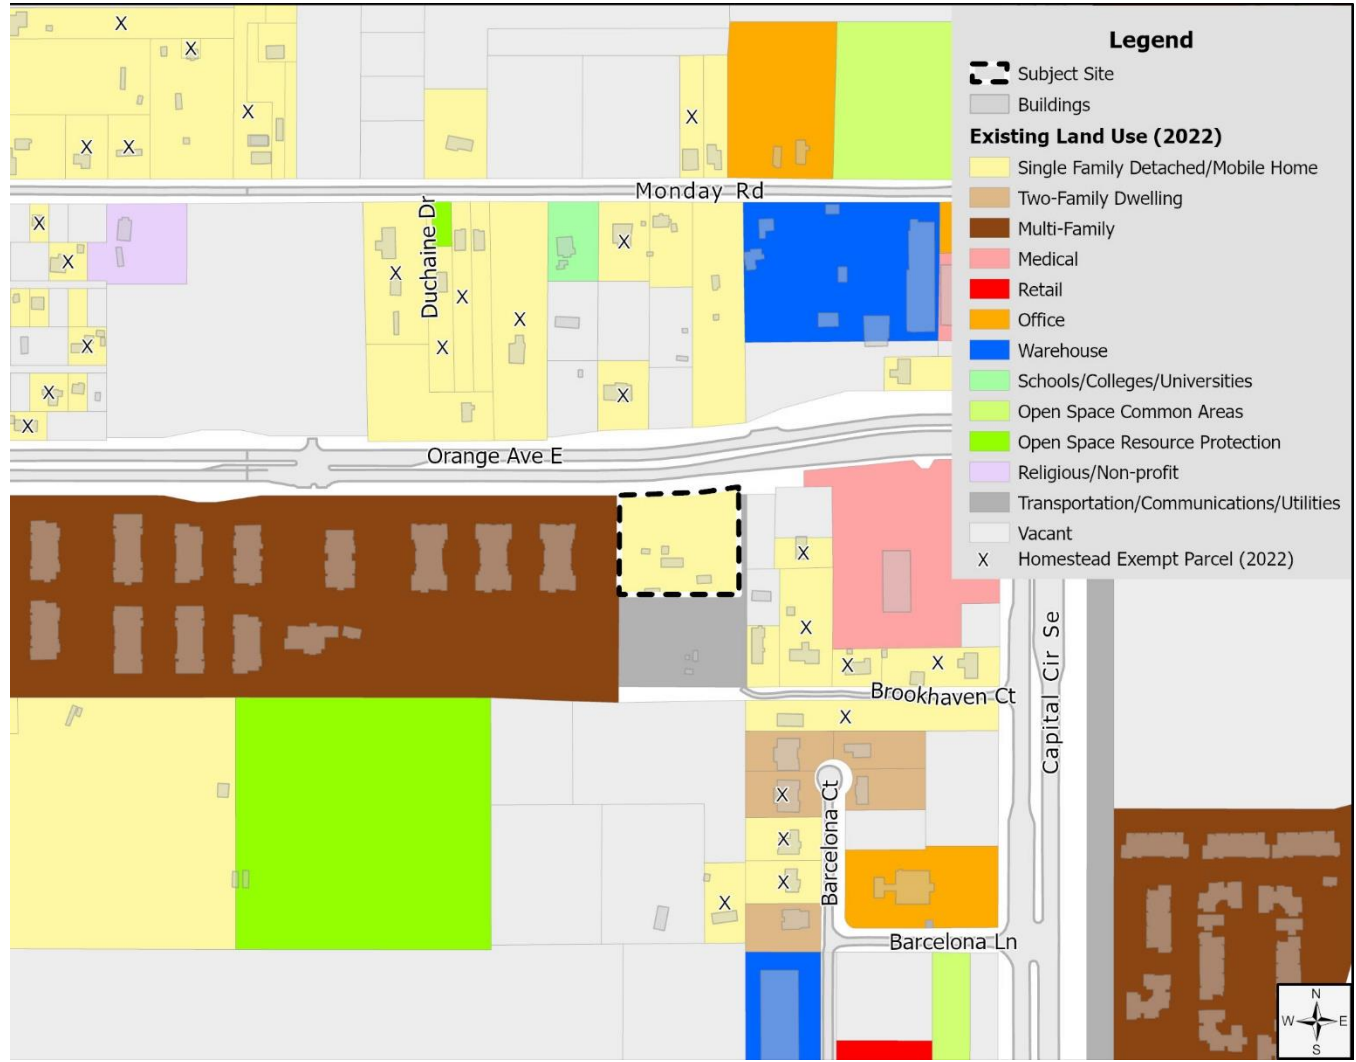 Legend
Subject Site
Buildings
Existing Land Use (2022)
Single Family Detached/Mobile Home
Two-Family Dwelling
Multi-Family
Medical
Retail
Office
Warehouse
Schools/Colleges/Universities
Open Space Common Areas
Open Space Resource Protection
Religious/Non-profit
Transportation/Communications/Utilities
Vacant
X Homestead Exempt Parcel (2022)
X
X
X
X
X
X
Monday Rd
Duchaine Dr
X
X
X
X
X
X
X
X
X
X
X
Orange Ave E
X
X
X
X
Brookhaven Ct
Capital Cir Se
X
X
X
X
X
Barcelona Ct
Barcelona Ln
N
W E
S